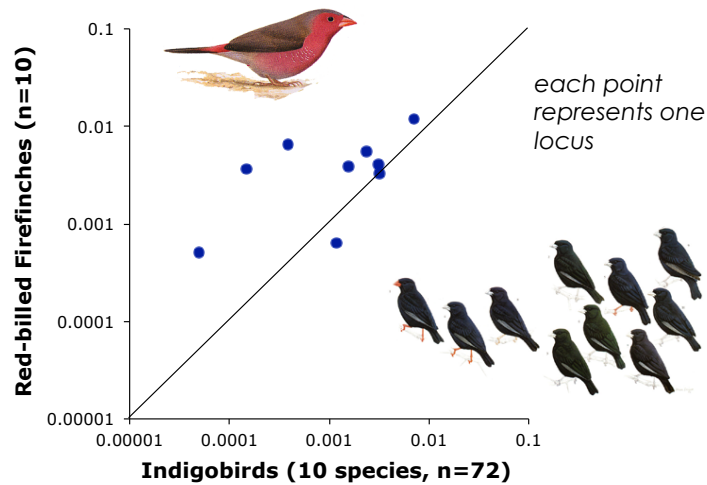 Red-billed Firefinches (n=10)
0.1
0.01
0.001
0.0001
0.00001
0.00001
0.0001
0.001
0.01
0.1
Indigobirds (10 species, n=72)
each point
represents one
locus